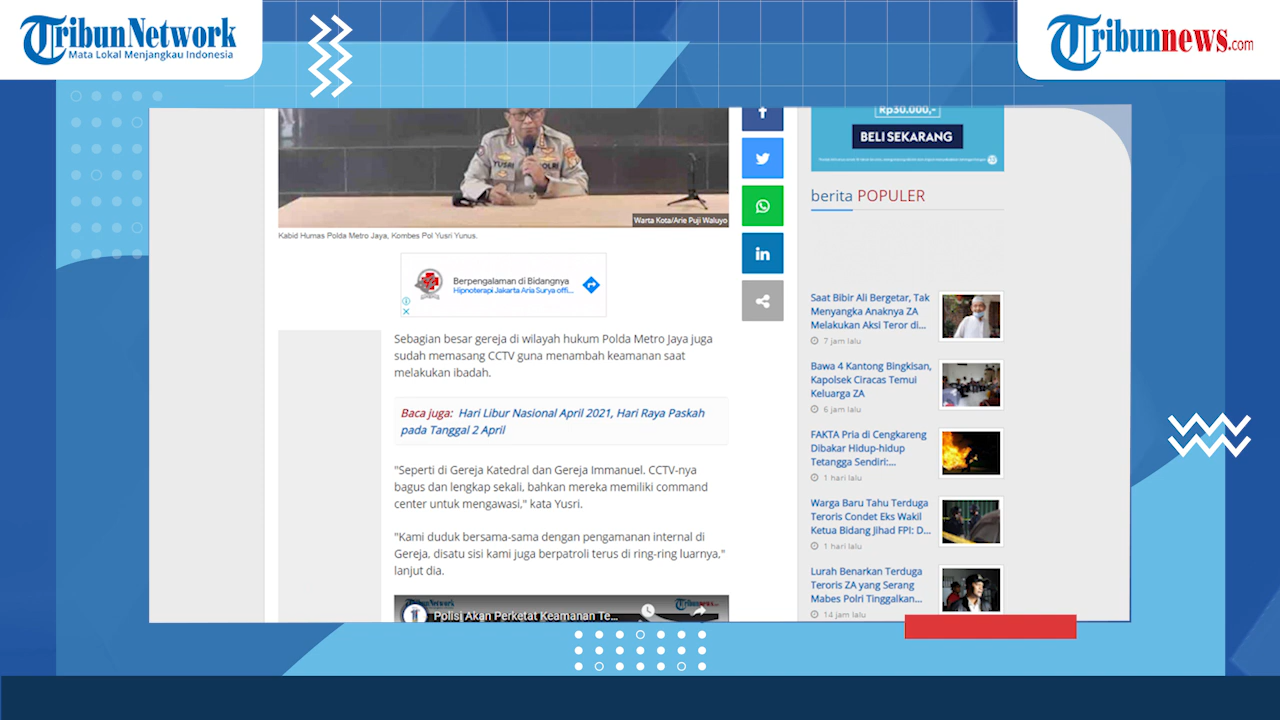 TribunNetwork
Mata Lokal Menjangkau Indonesia
Tribunnews.com
YUSRI
POLRI
Warta Kota/Arie Puji Waluyo
Kabid Humas Polda Metro Jaya, Kombes Pol Yusri Yunus.
Berpengalaman di Bidangnya
Hipnoterapi Jakarta Aria Surya offi...
Sebagian besar gereja di wilayah hukum Polda Metro Jaya juga
sudah memasang CCTV guna menambah keamanan saat
melakukan ibadah.
Baca juga: Hari Libur Nasional April 2021, Hari Raya Paskah
pada Tanggal 2 April
"Seperti di Gereja Katedral dan Gereja Immanuel. CCTV-nya
bagus dan lengkap sekali, bahkan mereka memiliki command
center untuk mengawasi," kata Yusri.
"Kami duduk bersama-sama dengan pengamanan internal di
Gereja, disatu sisi kami juga berpatroli terus di ring-ring luarnya,"
lanjut dia.
TribunNetwork
Tribunnews.com
Polisi Akan Perketat Keamanan Te...
Rp30.000,-
BELI SEKARANG
berita POPULER
Saat Bibir Ali Bergetar, Tak
Menyangka Anaknya ZA
Melakukan Aksi Teror di...
7 jam lalu
Bawa 4 Kantong Bingkisan,
Kapolsek Ciracas Temui
Keluarga ZA
6 jam lalu
FAKTA Pria di Cengkareng
Dibakar Hidup-hidup
Tetangga Sendiri:...
1 hari lalu
Warga Baru Tahu Terduga
Teroris Condet Eks Wakil
Ketua Bidang Jihad FPI: D...
1 hari lalu
Lurah Benarkan Terduga
Teroris ZA yang Serang
Mabes Polri Tinggalkan...
14 jam lalu